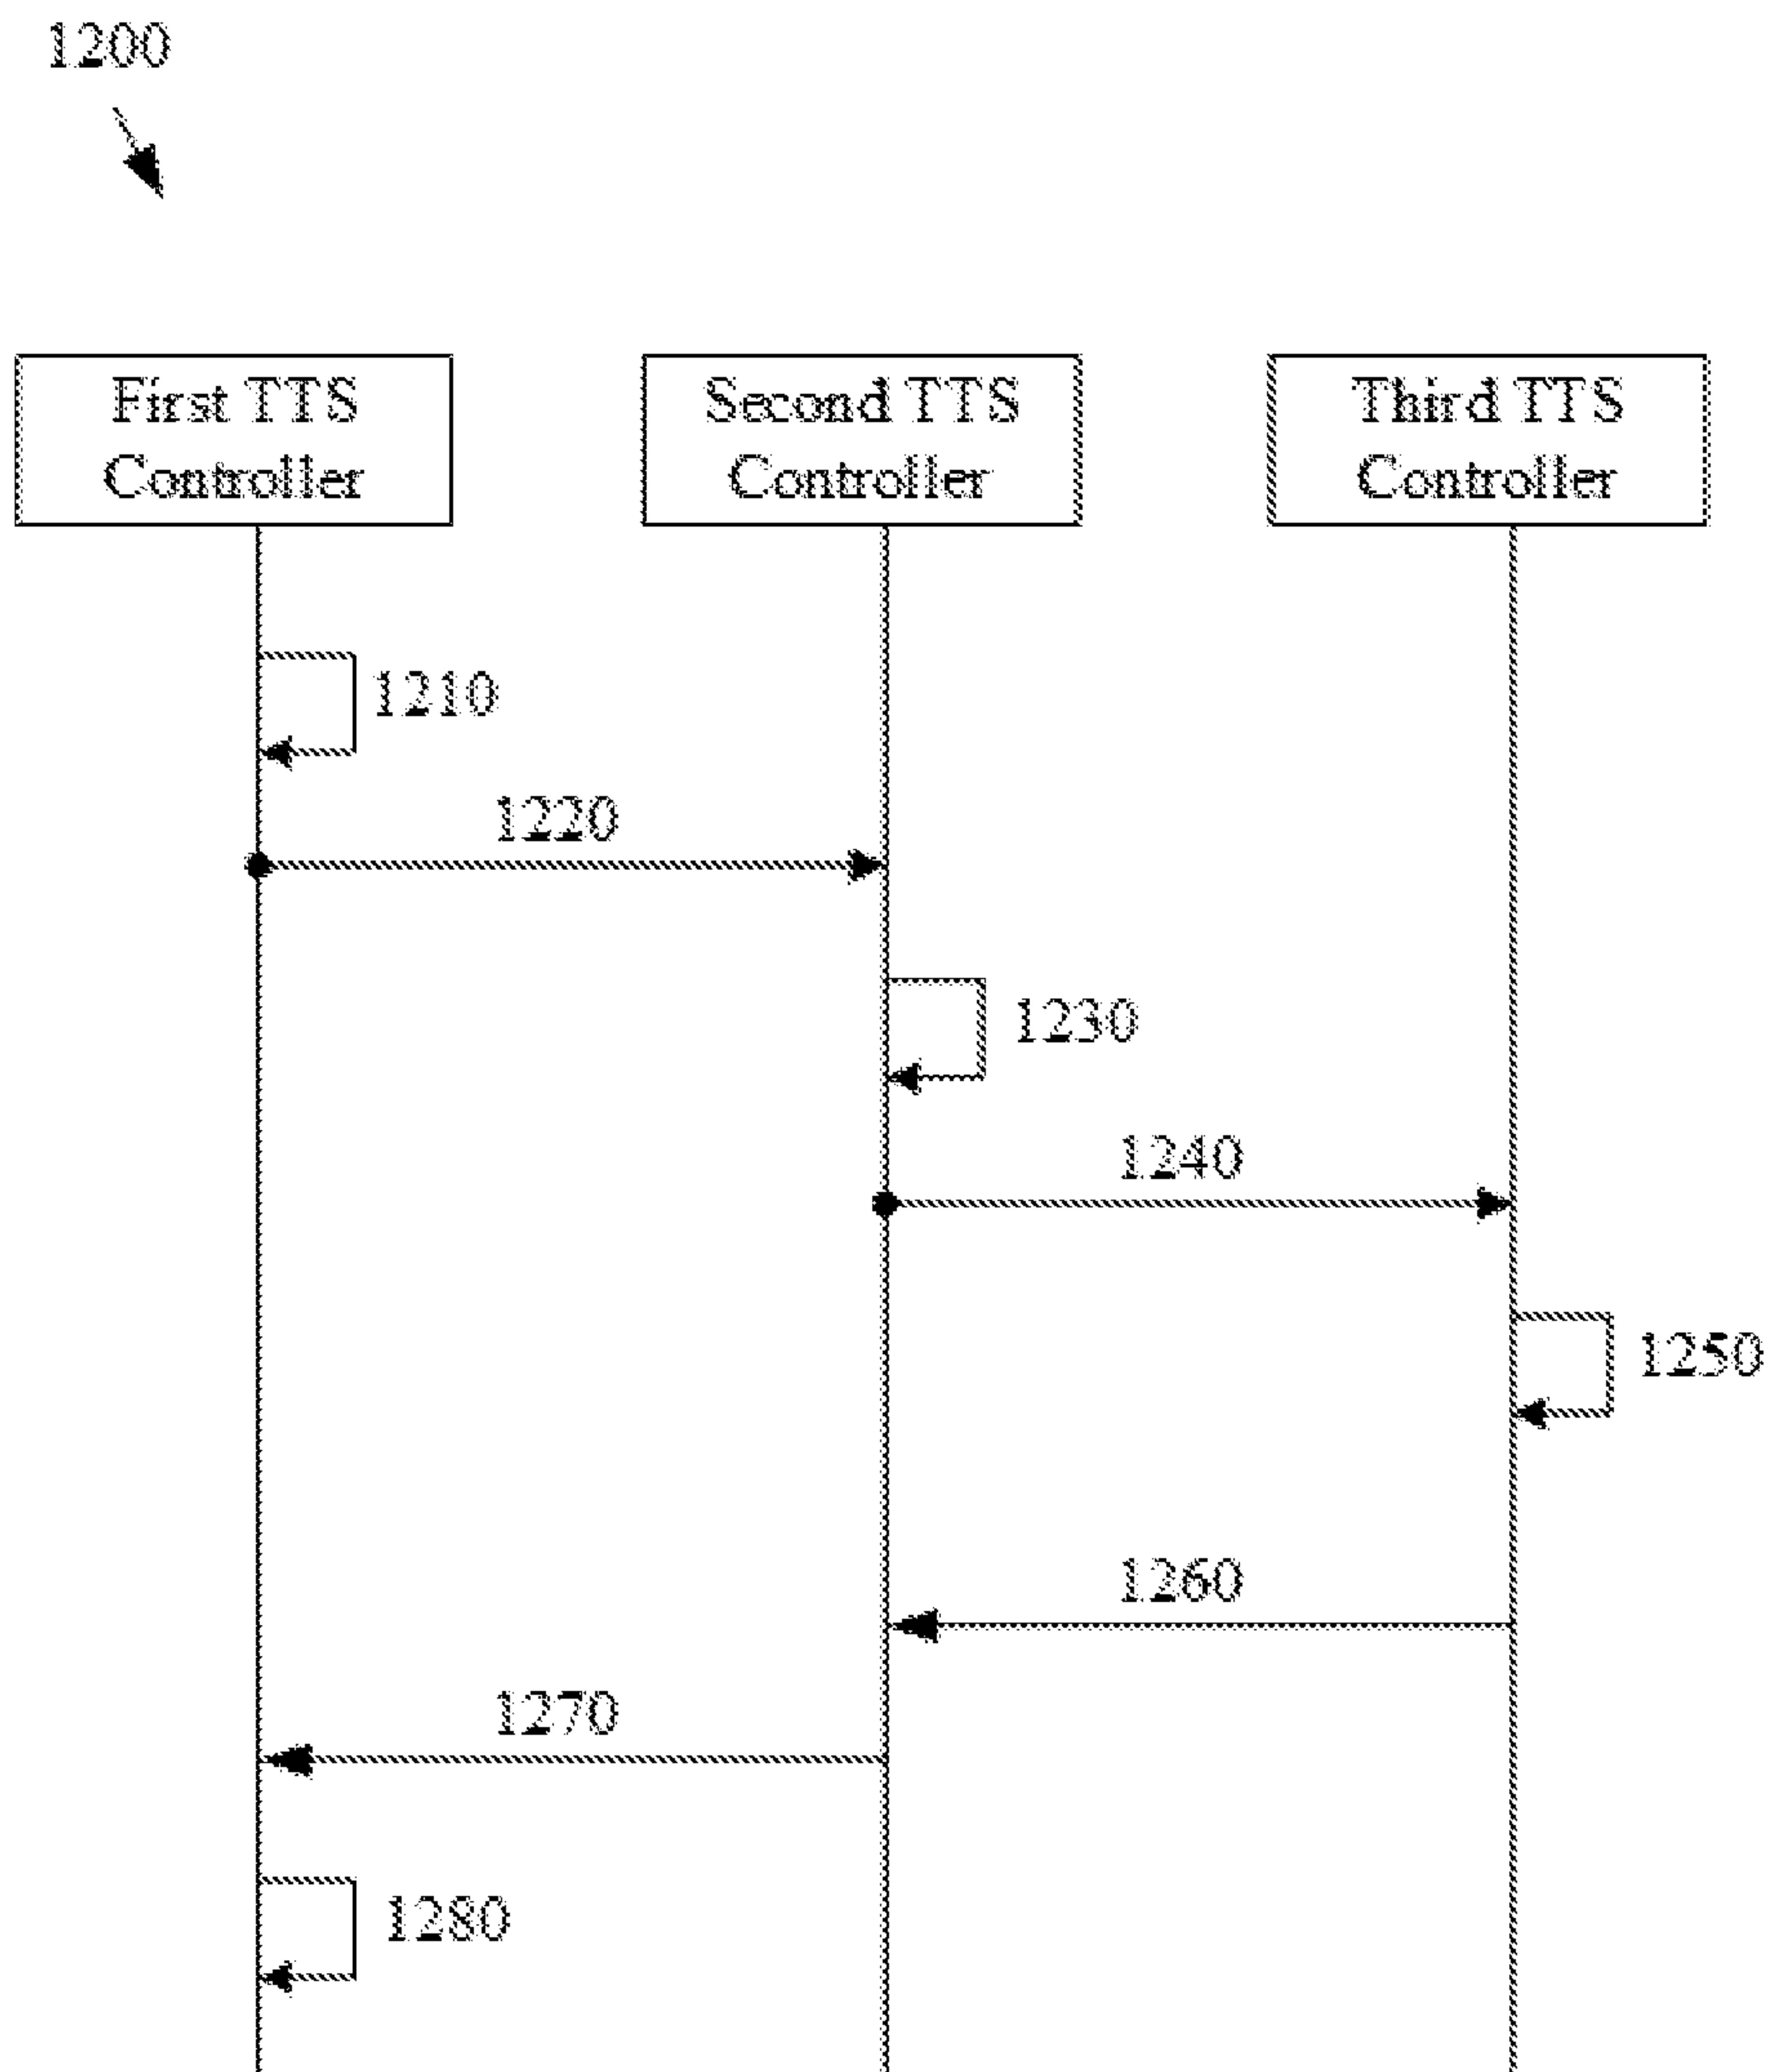 1200
First TTS
Controller
Second TTS
Controller
Third TTS
Controller
1210
1220
1230
1240
1250
1260
1270
1280